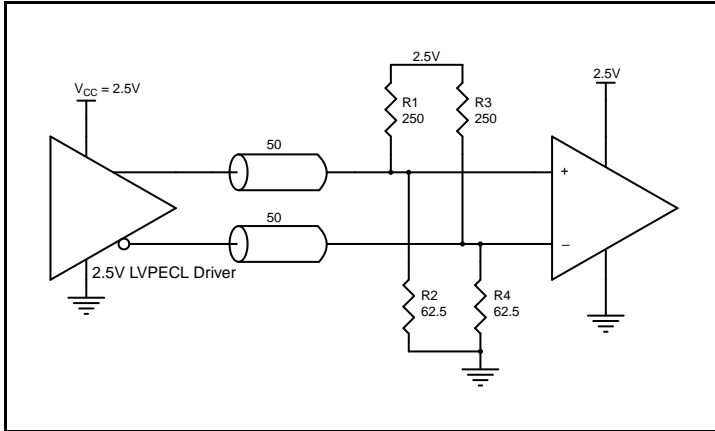 2.5V
V_CC = 2.5V
2.5V
R1
250
R3
250
50
+
50
–
2.5V LVPECL Driver
R2
62.5
R4
62.5